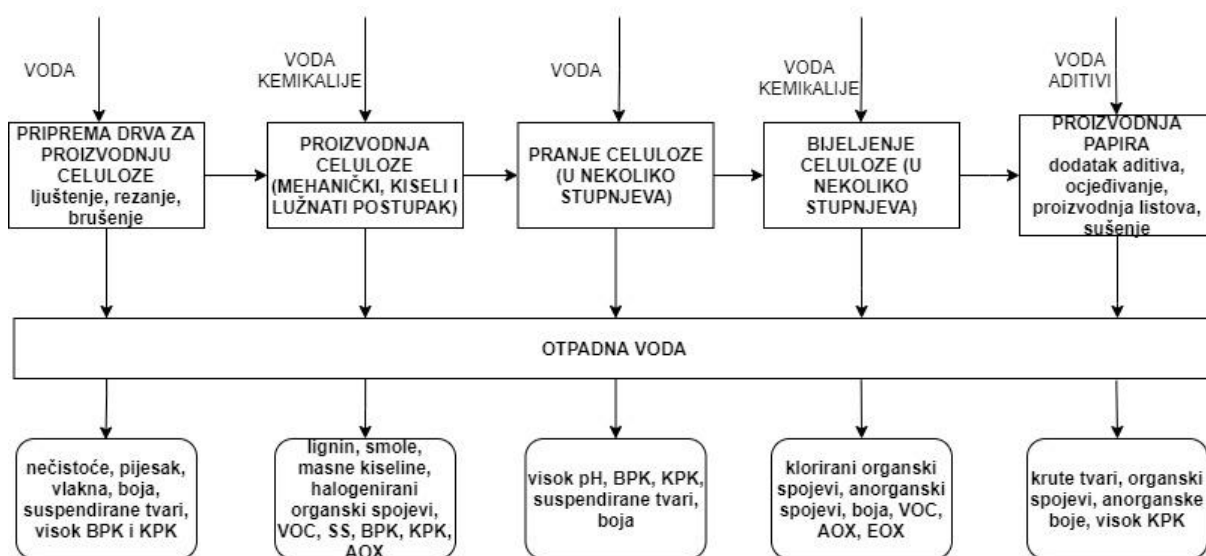 VODA
VODA
KEMIKALIJE
VODA
VODA
KEMIkALIJE
VODA
ADITIVI
PRIPREMA DRVA ZA
PROIZVODNJU
CELULOZE
ljuštenje, rezanje,
brušenje
PROIZVODNJA
CELULOZE
(MEHANIČKI, KISELI I
LUŽNATI POSTUPAK)
PRANJE CELULOZE
(U NEKOLIKO
STUPNJEVA)
BIJELJENJE
CELULOZE (U
NEKOLIKO
STUPNJEVA)
PROIZVODNJA
PAPIRA
dodatak aditiva,
ocjeđivanje,
proizvodnja listova,
sušenje
OTPADNA VODA
nečistoće, pijesak,
vlakna, boja,
suspendirane tvari,
visok BPK i KPK
lignin, smole,
masne kiseline,
halogenirani
organski spojevi,
VOC, SS, BPK, KPK,
AOX
visok pH, BPK, KPK,
suspendirane tvari,
boja
klorirani organski
spojevi, anorganski
spojevi, boja, VOC,
AOX, EOX
krute tvari, organski
spojevi, anorganske
boje, visok KPK